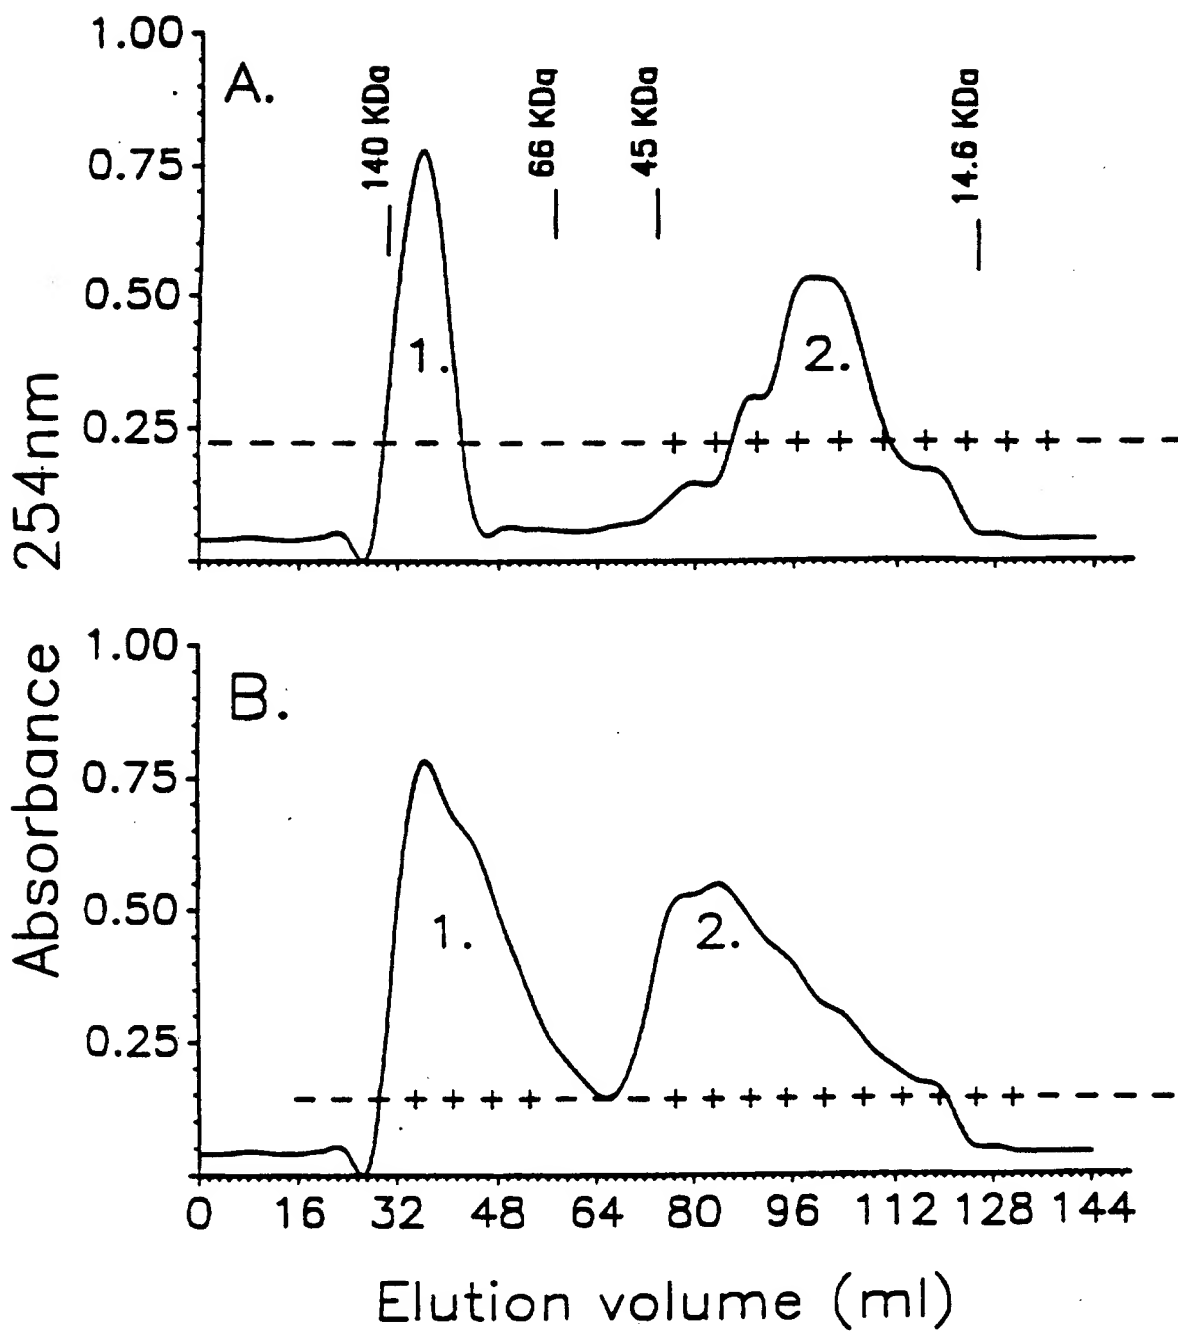 1.00
A.
140 KDa
66 KDa
45 KDa
14.6 KDa
0.75
0.50
1.
2.
0.25
- - - - - - - - - - - + + + + + + + + + + - - -
254nm
Absorbance
1.00
B.
0.75
0.50
1.
2.
0.25
- - - + + + + - - - + + + + + + + + + + - - - -
0 16 32 48 64 80 96 112 128 144
Elution volume (ml)